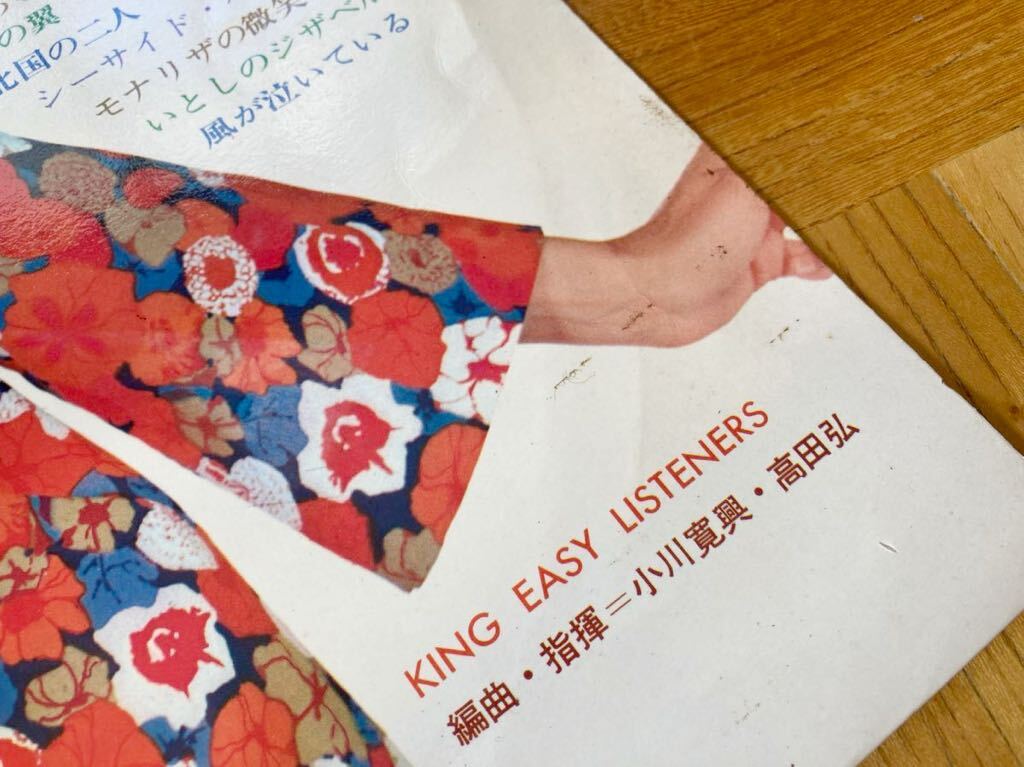 の翼
北国の二人
シーサイド・
モナリザの微笑
いとしのジザベル
風が泣いている
KING EASY LISTENERS
編曲・指揮=小川寛興・高田弘